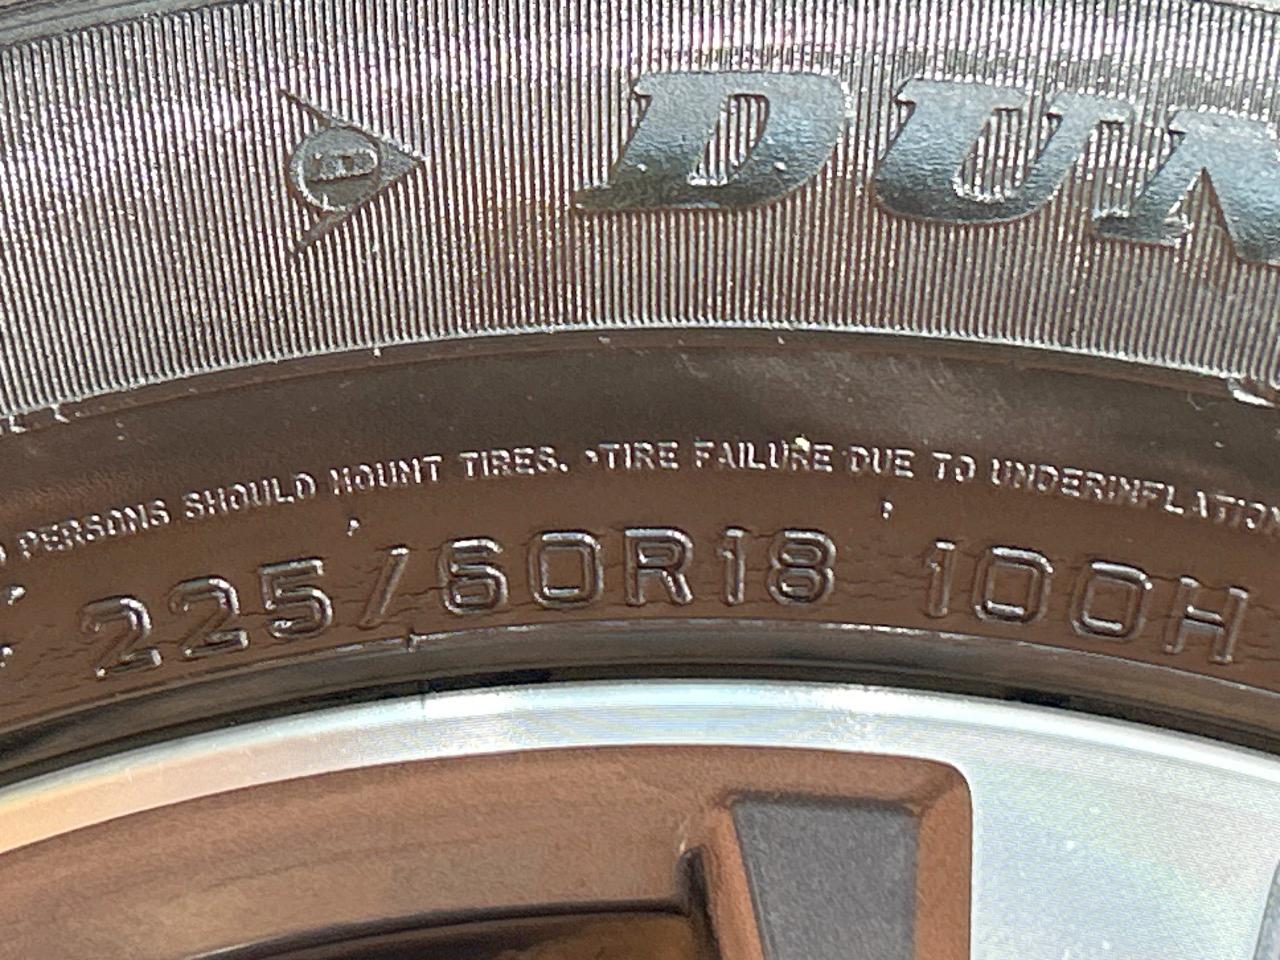 DUN
PERSONS SHOULD MOUNT TIRES. •TIRE FAILURE DUE TO UNDERINFLATION
225/60R18 100H